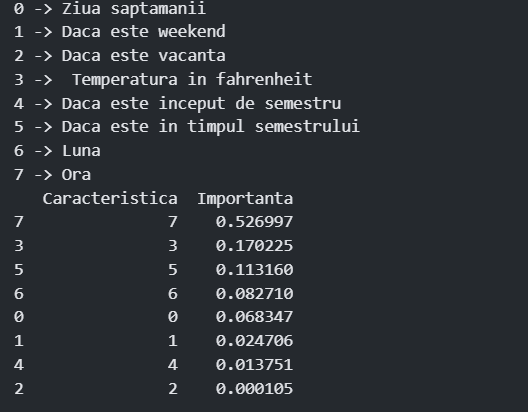 0 -> Ziua saptamanii
1 -> Daca este weekend
2 -> Daca este vacanta
3 ->  Temperatura in fahrenheit
4 -> Daca este inceput de semestru
5 -> Daca este in timpul semestrului
6 -> Luna
7 -> Ora
Caracteristica  Importanta
7 7 0.526997
3 3 0.170225
5 5 0.113160
6 6 0.082710
0 0 0.068347
1 1 0.024706
4 4 0.013751
2 2 0.000105